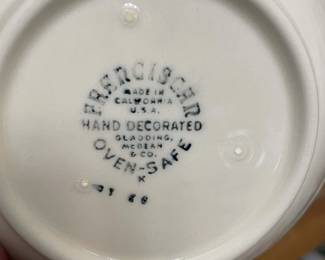 FRANCISCAN
MADE IN
CALIFORNIA
U.S.A.
HAND DECORATED
GLADDING,
McBEAN
& CO.
OVEN-SAFE
K